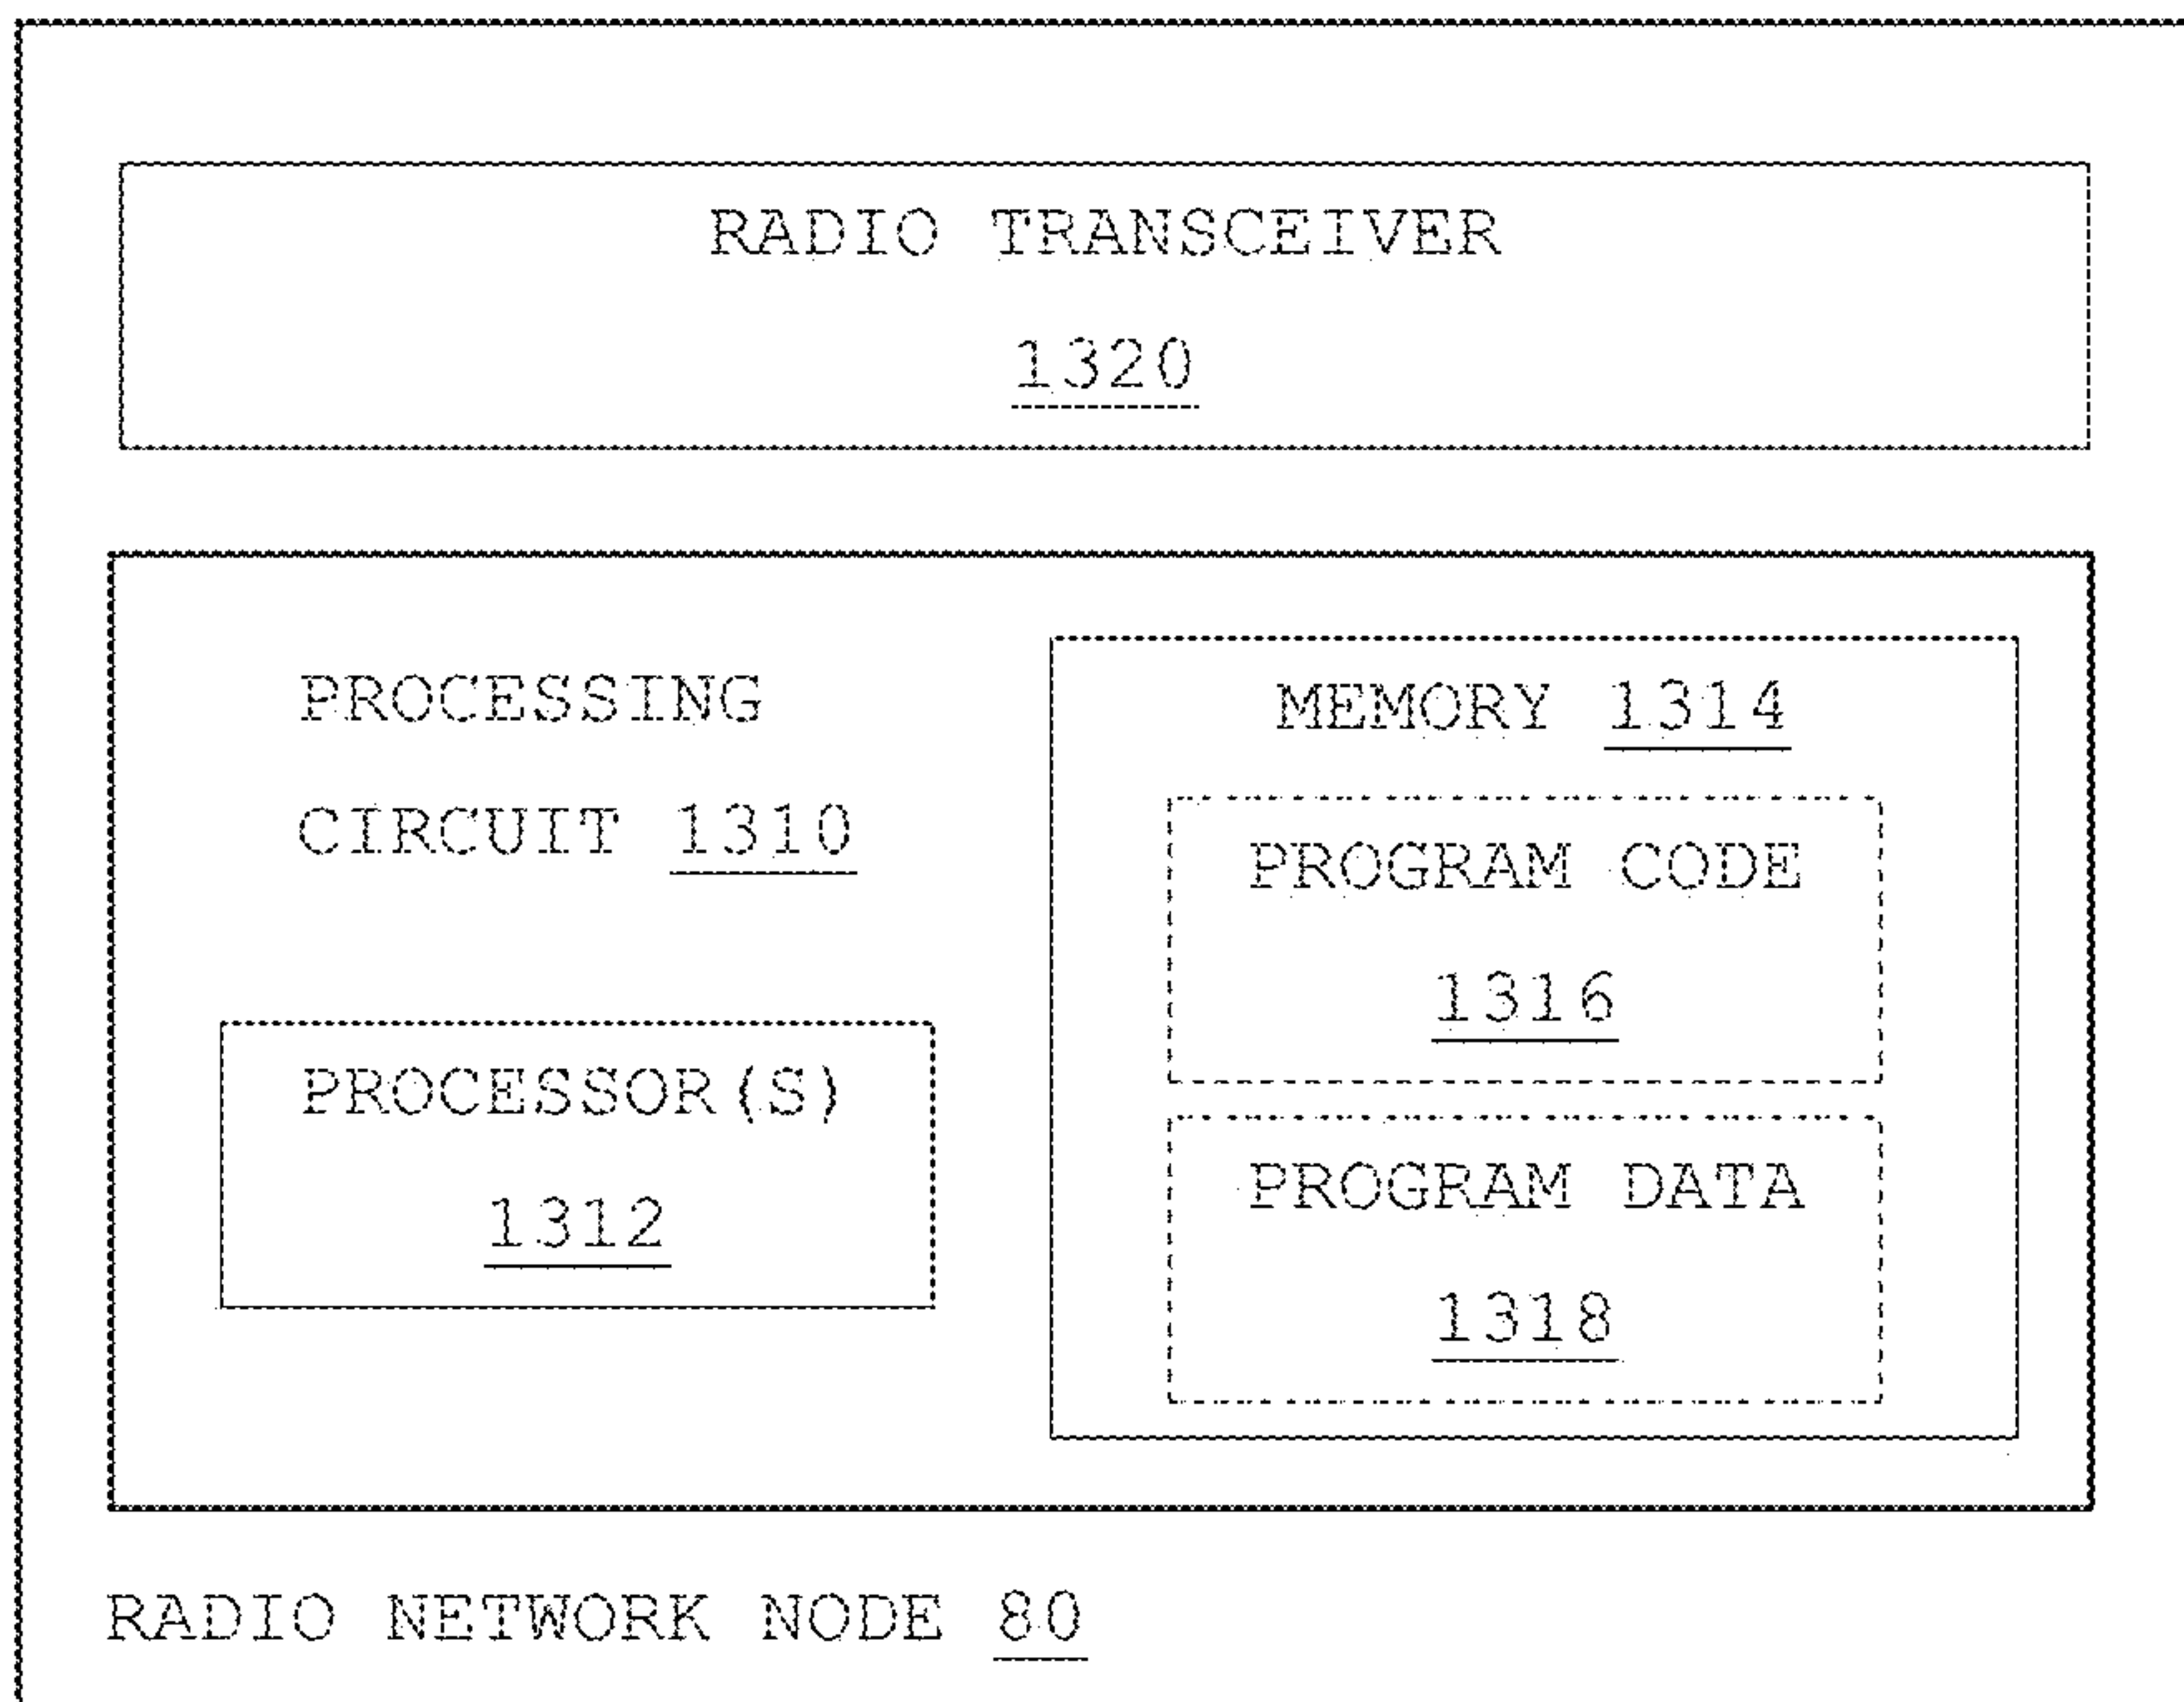 RADIO TRANSCEIVER
1320
PROCESSING
CIRCUIT 1310
PROCESSOR(S)
1312
MEMORY 1314
PROGRAM CODE
1316
PROGRAM DATA
1318
RADIO NETWORK NODE 80